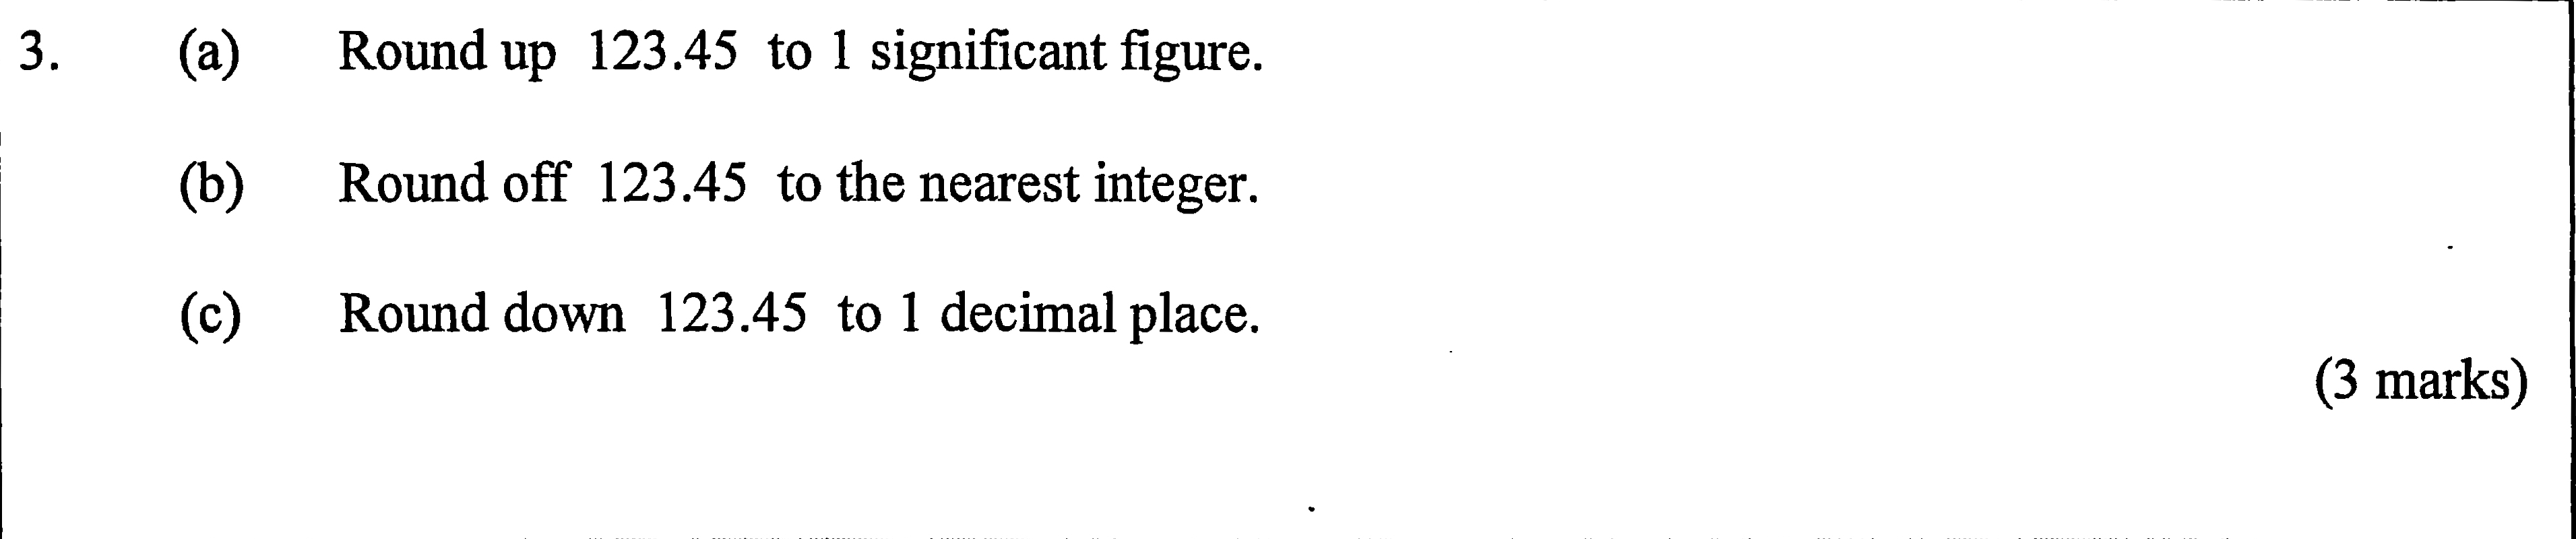 3. (a) Round up 123.45 to 1 significant figure.
(b) Round off 123.45 to the nearest integer.
(c) Round down 123.45 to 1 decimal place.
(3 marks)